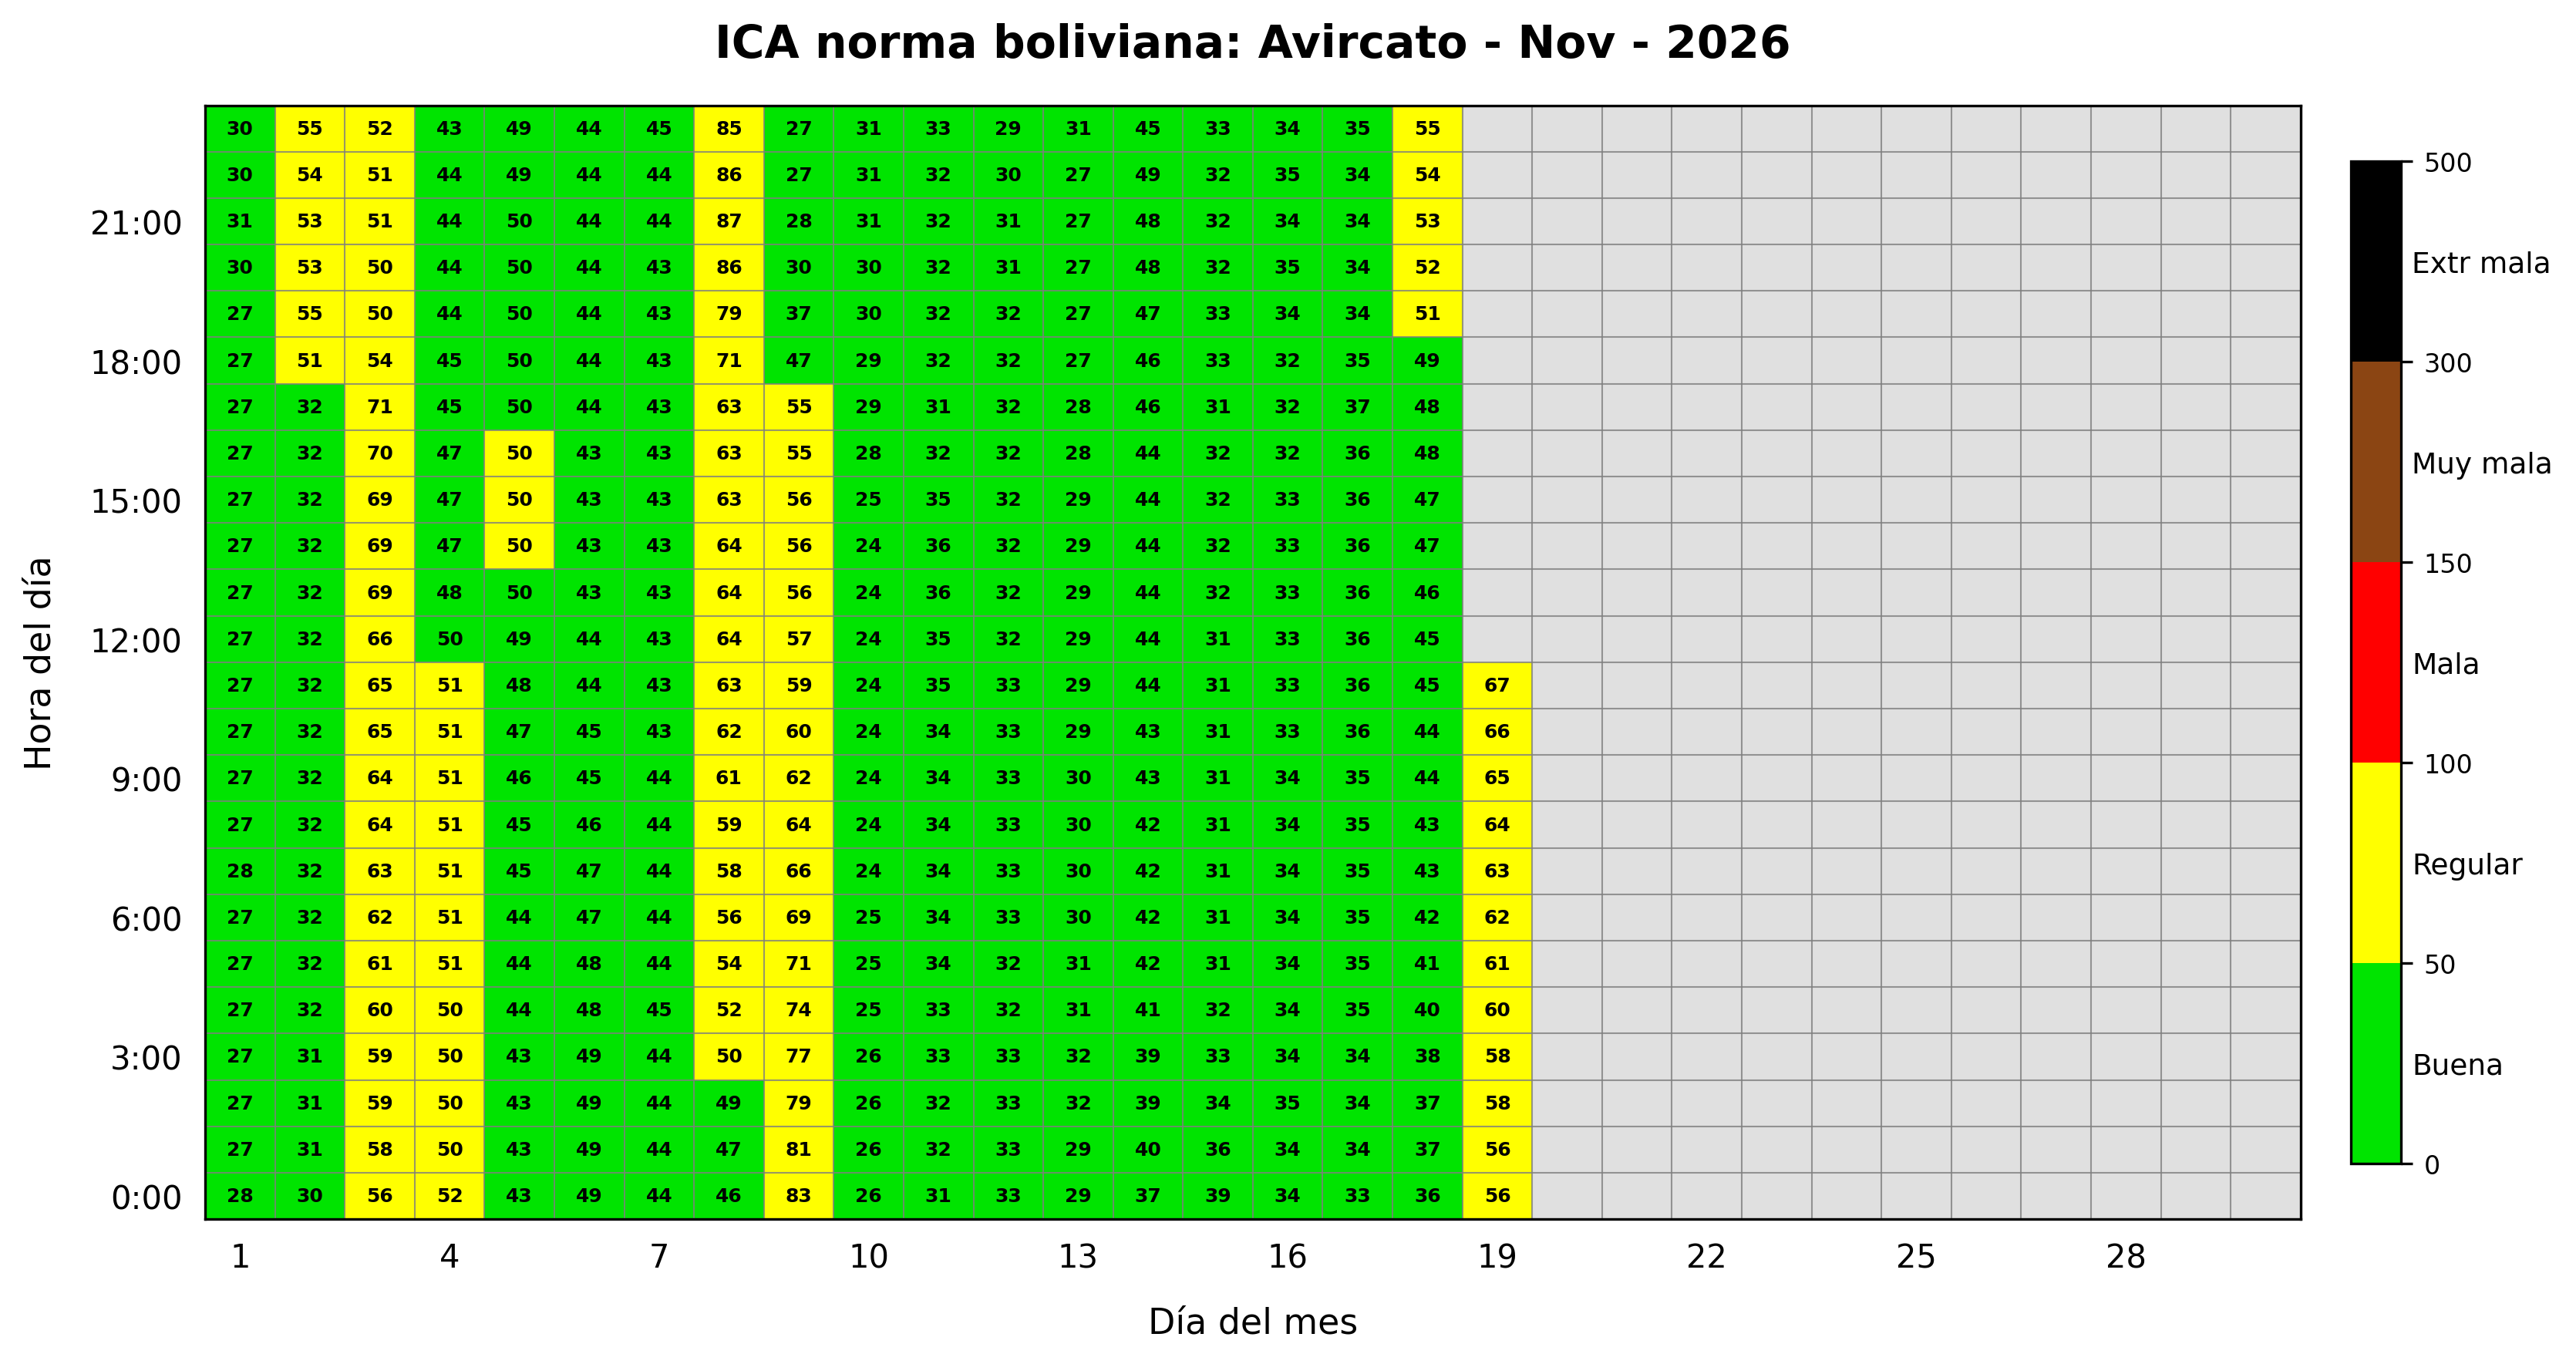 ICA norma boliviana: Avircato - Nov - 2026
30 55 52 43 49 44 45 85 27 31 33 29 31 45 33 34 35 55
30 54 51 44 49 44 44 86 27 31 32 30 27 49 32 35 34 54
21:00 31 53 51 44 50 44 44 87 28 31 32 31 27 48 32 34 34 53
30 53 50 44 50 44 43 86 30 30 32 31 27 48 32 35 34 52
27 55 50 44 50 44 43 79 37 30 32 32 27 47 33 34 34 51
18:00 27 51 54 45 50 44 43 71 47 29 32 32 27 46 33 32 35 49
27 32 71 45 50 44 43 63 55 29 31 32 28 46 31 32 37 48
27 32 70 47 50 43 43 63 55 28 32 32 28 44 32 32 36 48
15:00 27 32 69 47 50 43 43 63 56 25 35 32 29 44 32 33 36 47
27 32 69 47 50 43 43 64 56 24 36 32 29 44 32 33 36 47
27 32 69 48 50 43 43 64 56 24 36 32 29 44 32 33 36 46
12:00 27 32 66 50 49 44 43 64 57 24 35 32 29 44 31 33 36 45
27 32 65 51 48 44 43 63 59 24 35 33 29 44 31 33 36 45 67
27 32 65 51 47 45 43 62 60 24 34 33 29 43 31 33 36 44 66
9:00 27 32 64 51 46 45 44 61 62 24 34 33 30 43 31 34 35 44 65
27 32 64 51 45 46 44 59 64 24 34 33 30 42 31 34 35 43 64
28 32 63 51 45 47 44 58 66 24 34 33 30 42 31 34 35 43 63
6:00 27 32 62 51 44 47 44 56 69 25 34 33 30 42 31 34 35 42 62
27 32 61 51 44 48 44 54 71 25 34 32 31 42 31 34 35 41 61
27 32 60 50 44 48 45 52 74 25 33 32 31 41 32 34 35 40 60
3:00 27 31 59 50 43 49 44 50 77 26 33 33 32 39 33 34 34 38 58
27 31 59 50 43 49 44 49 79 26 32 33 32 39 34 35 34 37 58
27 31 58 50 43 49 44 47 81 26 32 33 29 40 36 34 34 37 56
0:00 28 30 56 52 43 49 44 46 83 26 31 33 29 37 39 34 33 36 56
1 4 7 10 13 16 19 22 25 28
Día del mes
Hora del día
500
Extr mala
300
Muy mala
150
Mala
100
Regular
50
Buena
0